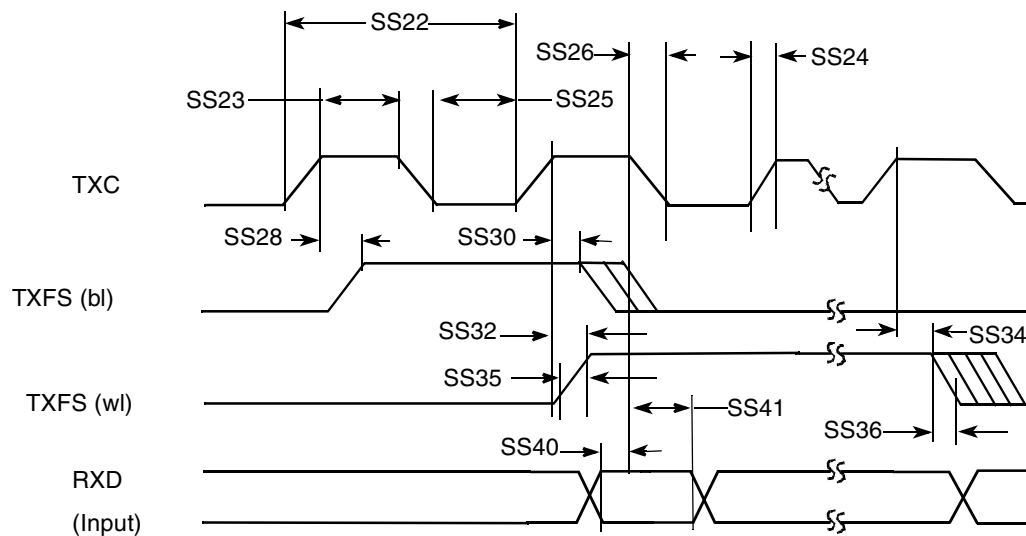 SS22
SS26
SS24
SS23
SS25
TXC
SS28
SS30
TXFS (bl)
SS32
SS34
SS35
TXFS (wl)
SS41
SS36
SS40
RXD
(Input)